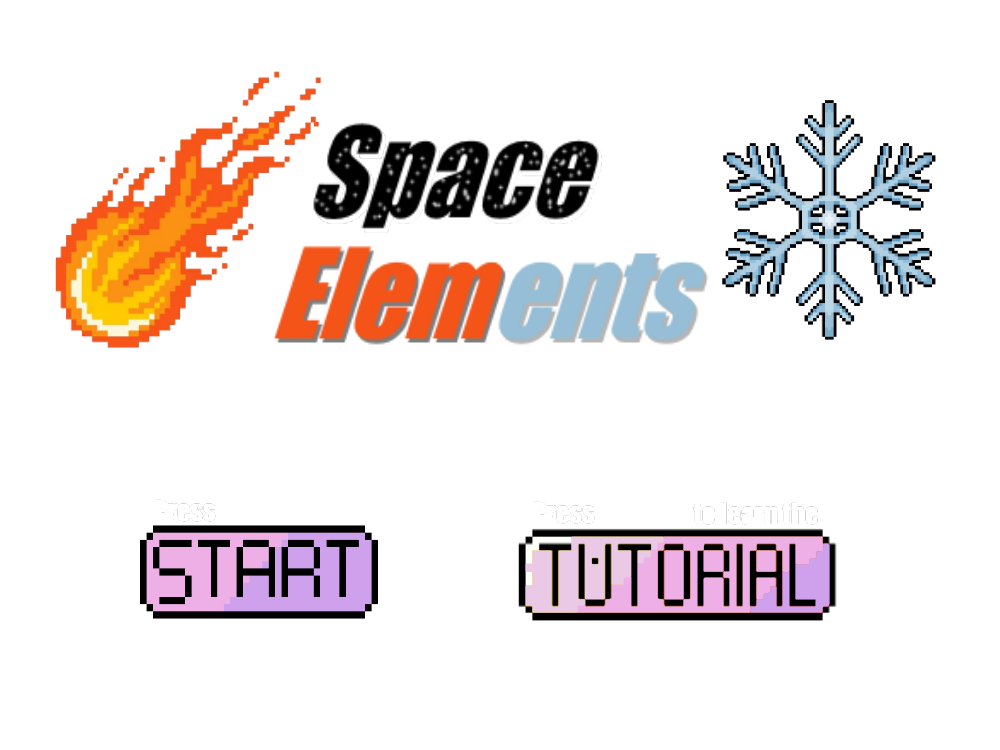 Space
Elements
Press
START
Press to learn the
TUTORIAL